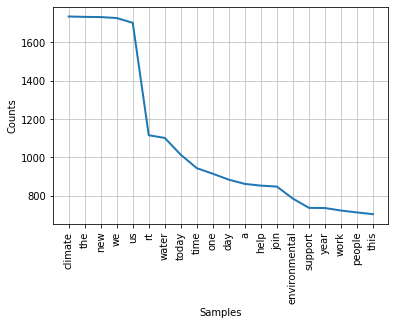 1600
1400
1200
1000
800
Counts
climate
the
new
we
us
rt
water
today
time
one
day
a
help
join
environmental
support
year
work
people
this
Samples